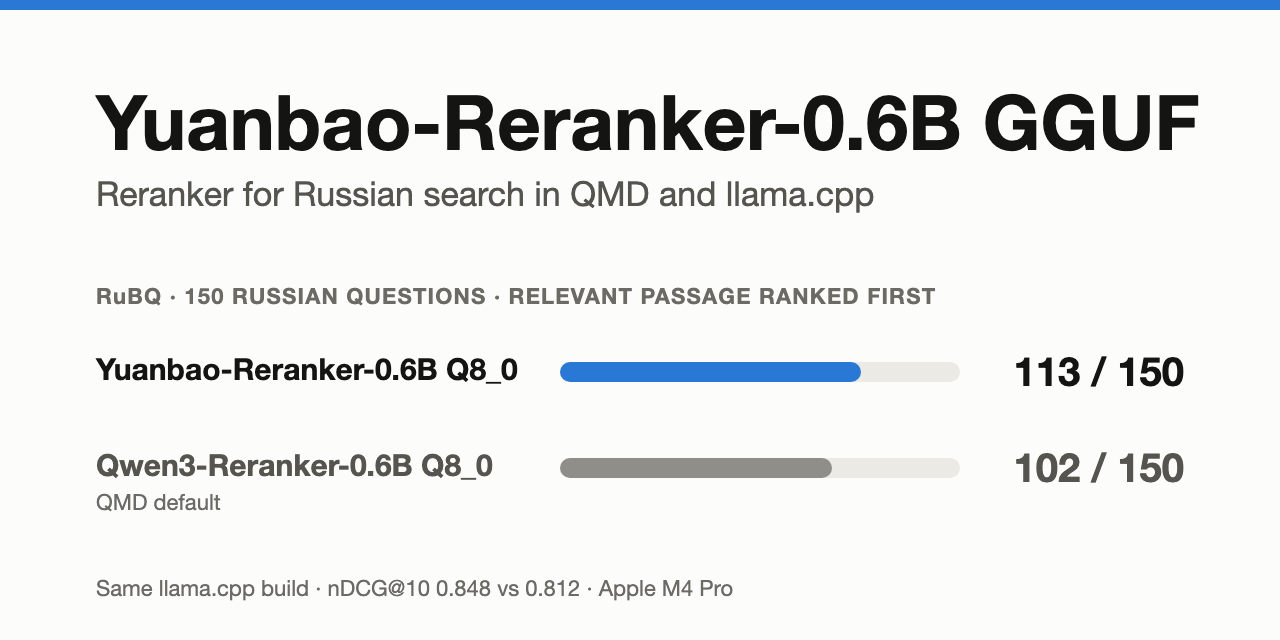 Yuanbao-Reranker-0.6B GGUF
Reranker for Russian search in QMD and llama.cpp
RuBQ · 150 RUSSIAN QUESTIONS · RELEVANT PASSAGE RANKED FIRST
Yuanbao-Reranker-0.6B Q8_0 113 / 150
Qwen3-Reranker-0.6B Q8_0 102 / 150
QMD default
Same llama.cpp build · nDCG@10 0.848 vs 0.812 · Apple M4 Pro